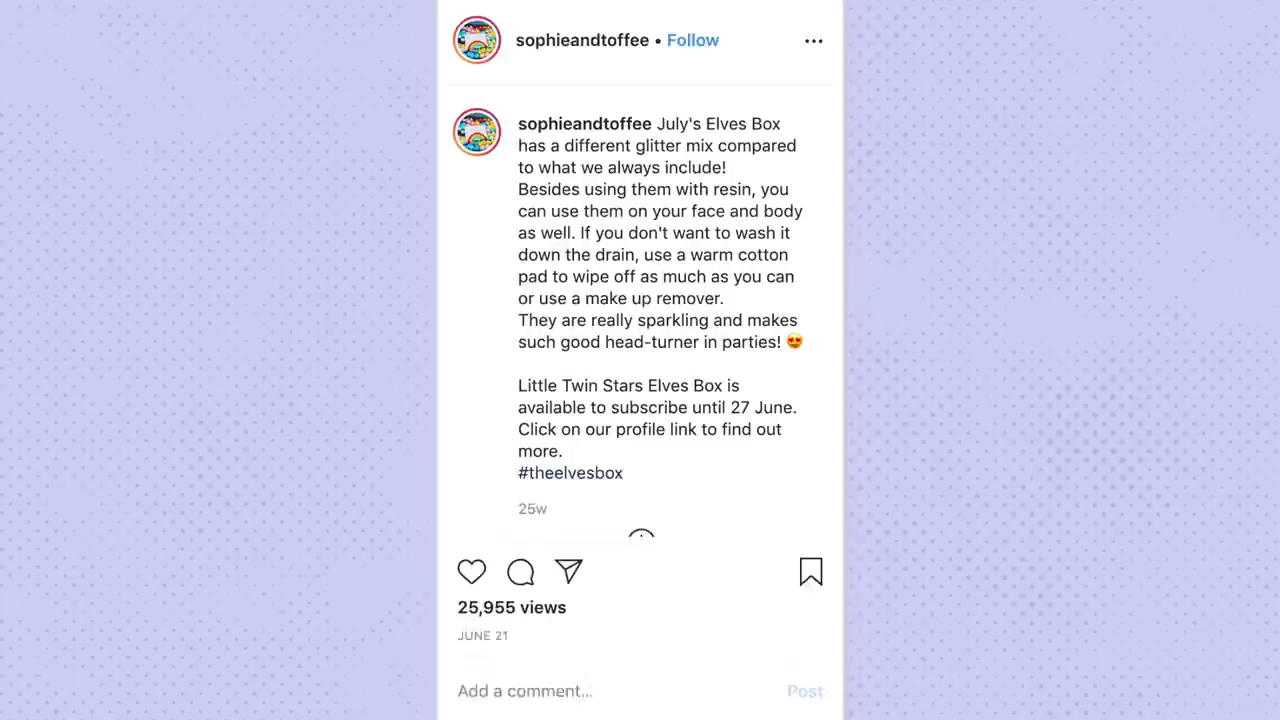 sophieandtoffee • Follow
sophieandtoffee July's Elves Box
has a different glitter mix compared
to what we always include!
Besides using them with resin, you
can use them on your face and body
as well. If you don't want to wash it
down the drain, use a warm cotton
pad to wipe off as much as you can
or use a make up remover.
They are really sparkling and makes
such good head-turner in parties! 😍
Little Twin Stars Elves Box is
available to subscribe until 27 June.
Click on our profile link to find out
more.
#theelvesbox
25w
25,955 views
JUNE 21
Add a comment...
Post